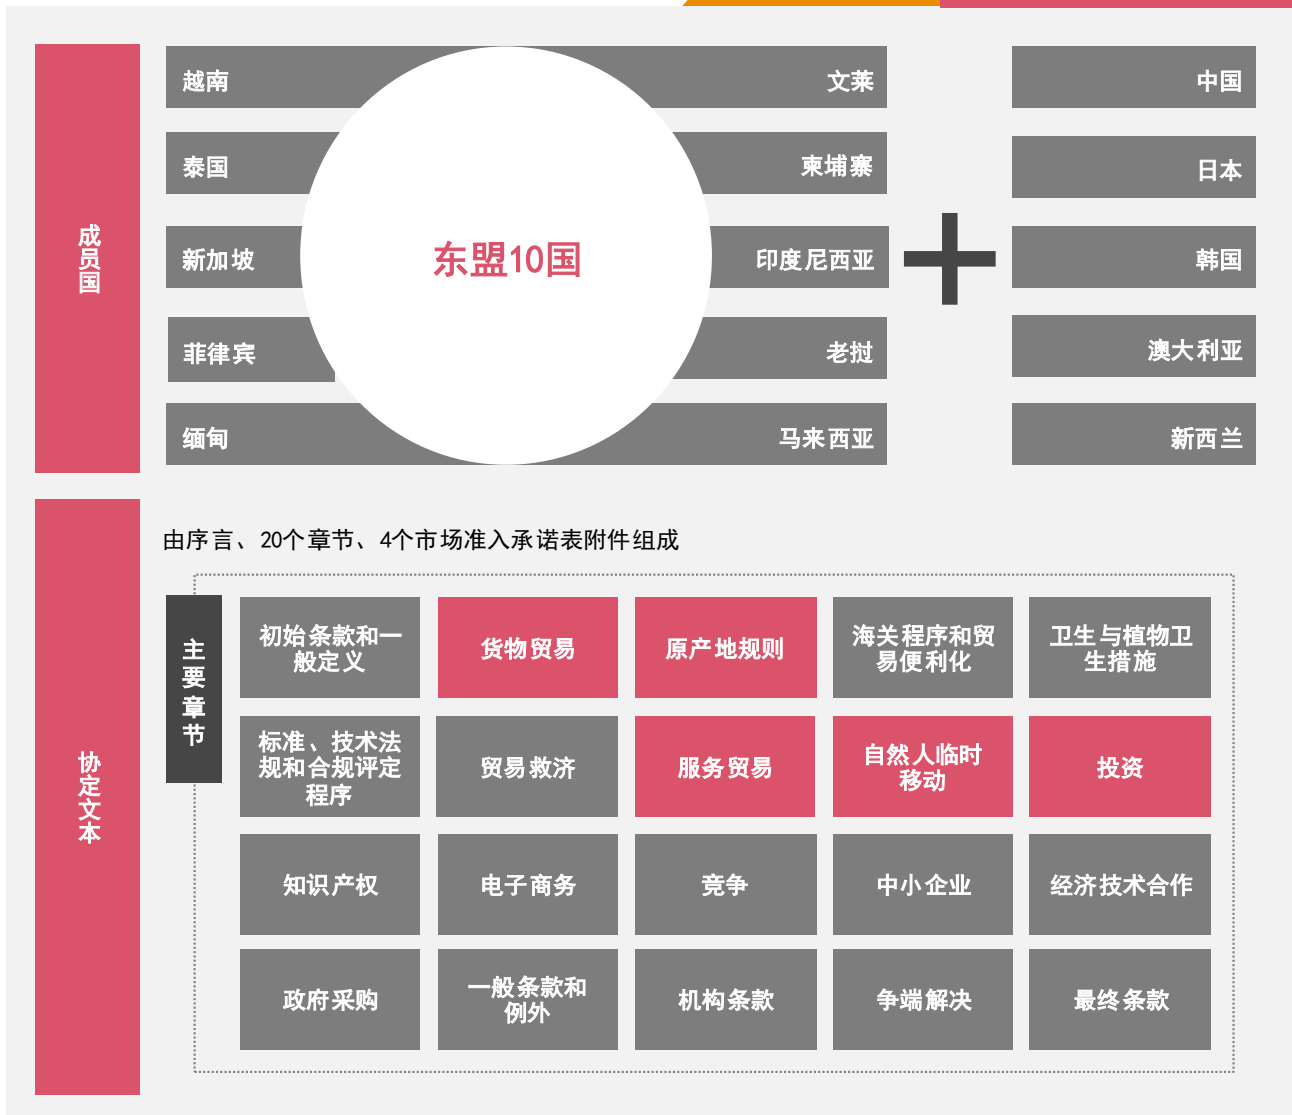 成员国
越南
文莱
中国
泰国
柬埔寨
日本
新加坡
东盟10国
印度尼西亚
韩国
菲律宾
老挝
澳大利亚
缅甸
马来西亚
新西兰
协定文本
由序言、20个章节、4个市场准入承诺表附件组成
主要章节
初始条款和一
般定义
货物贸易
原产地规则
海关程序和贸
易便利化
卫生与植物卫
生措施
标准、技术法
规和合规评定
程序
贸易救济
服务贸易
自然人临时
移动
投资
知识产权
电子商务
竞争
中小企业
经济技术合作
政府采购
一般条款和
例外
机构条款
争端解决
最终条款